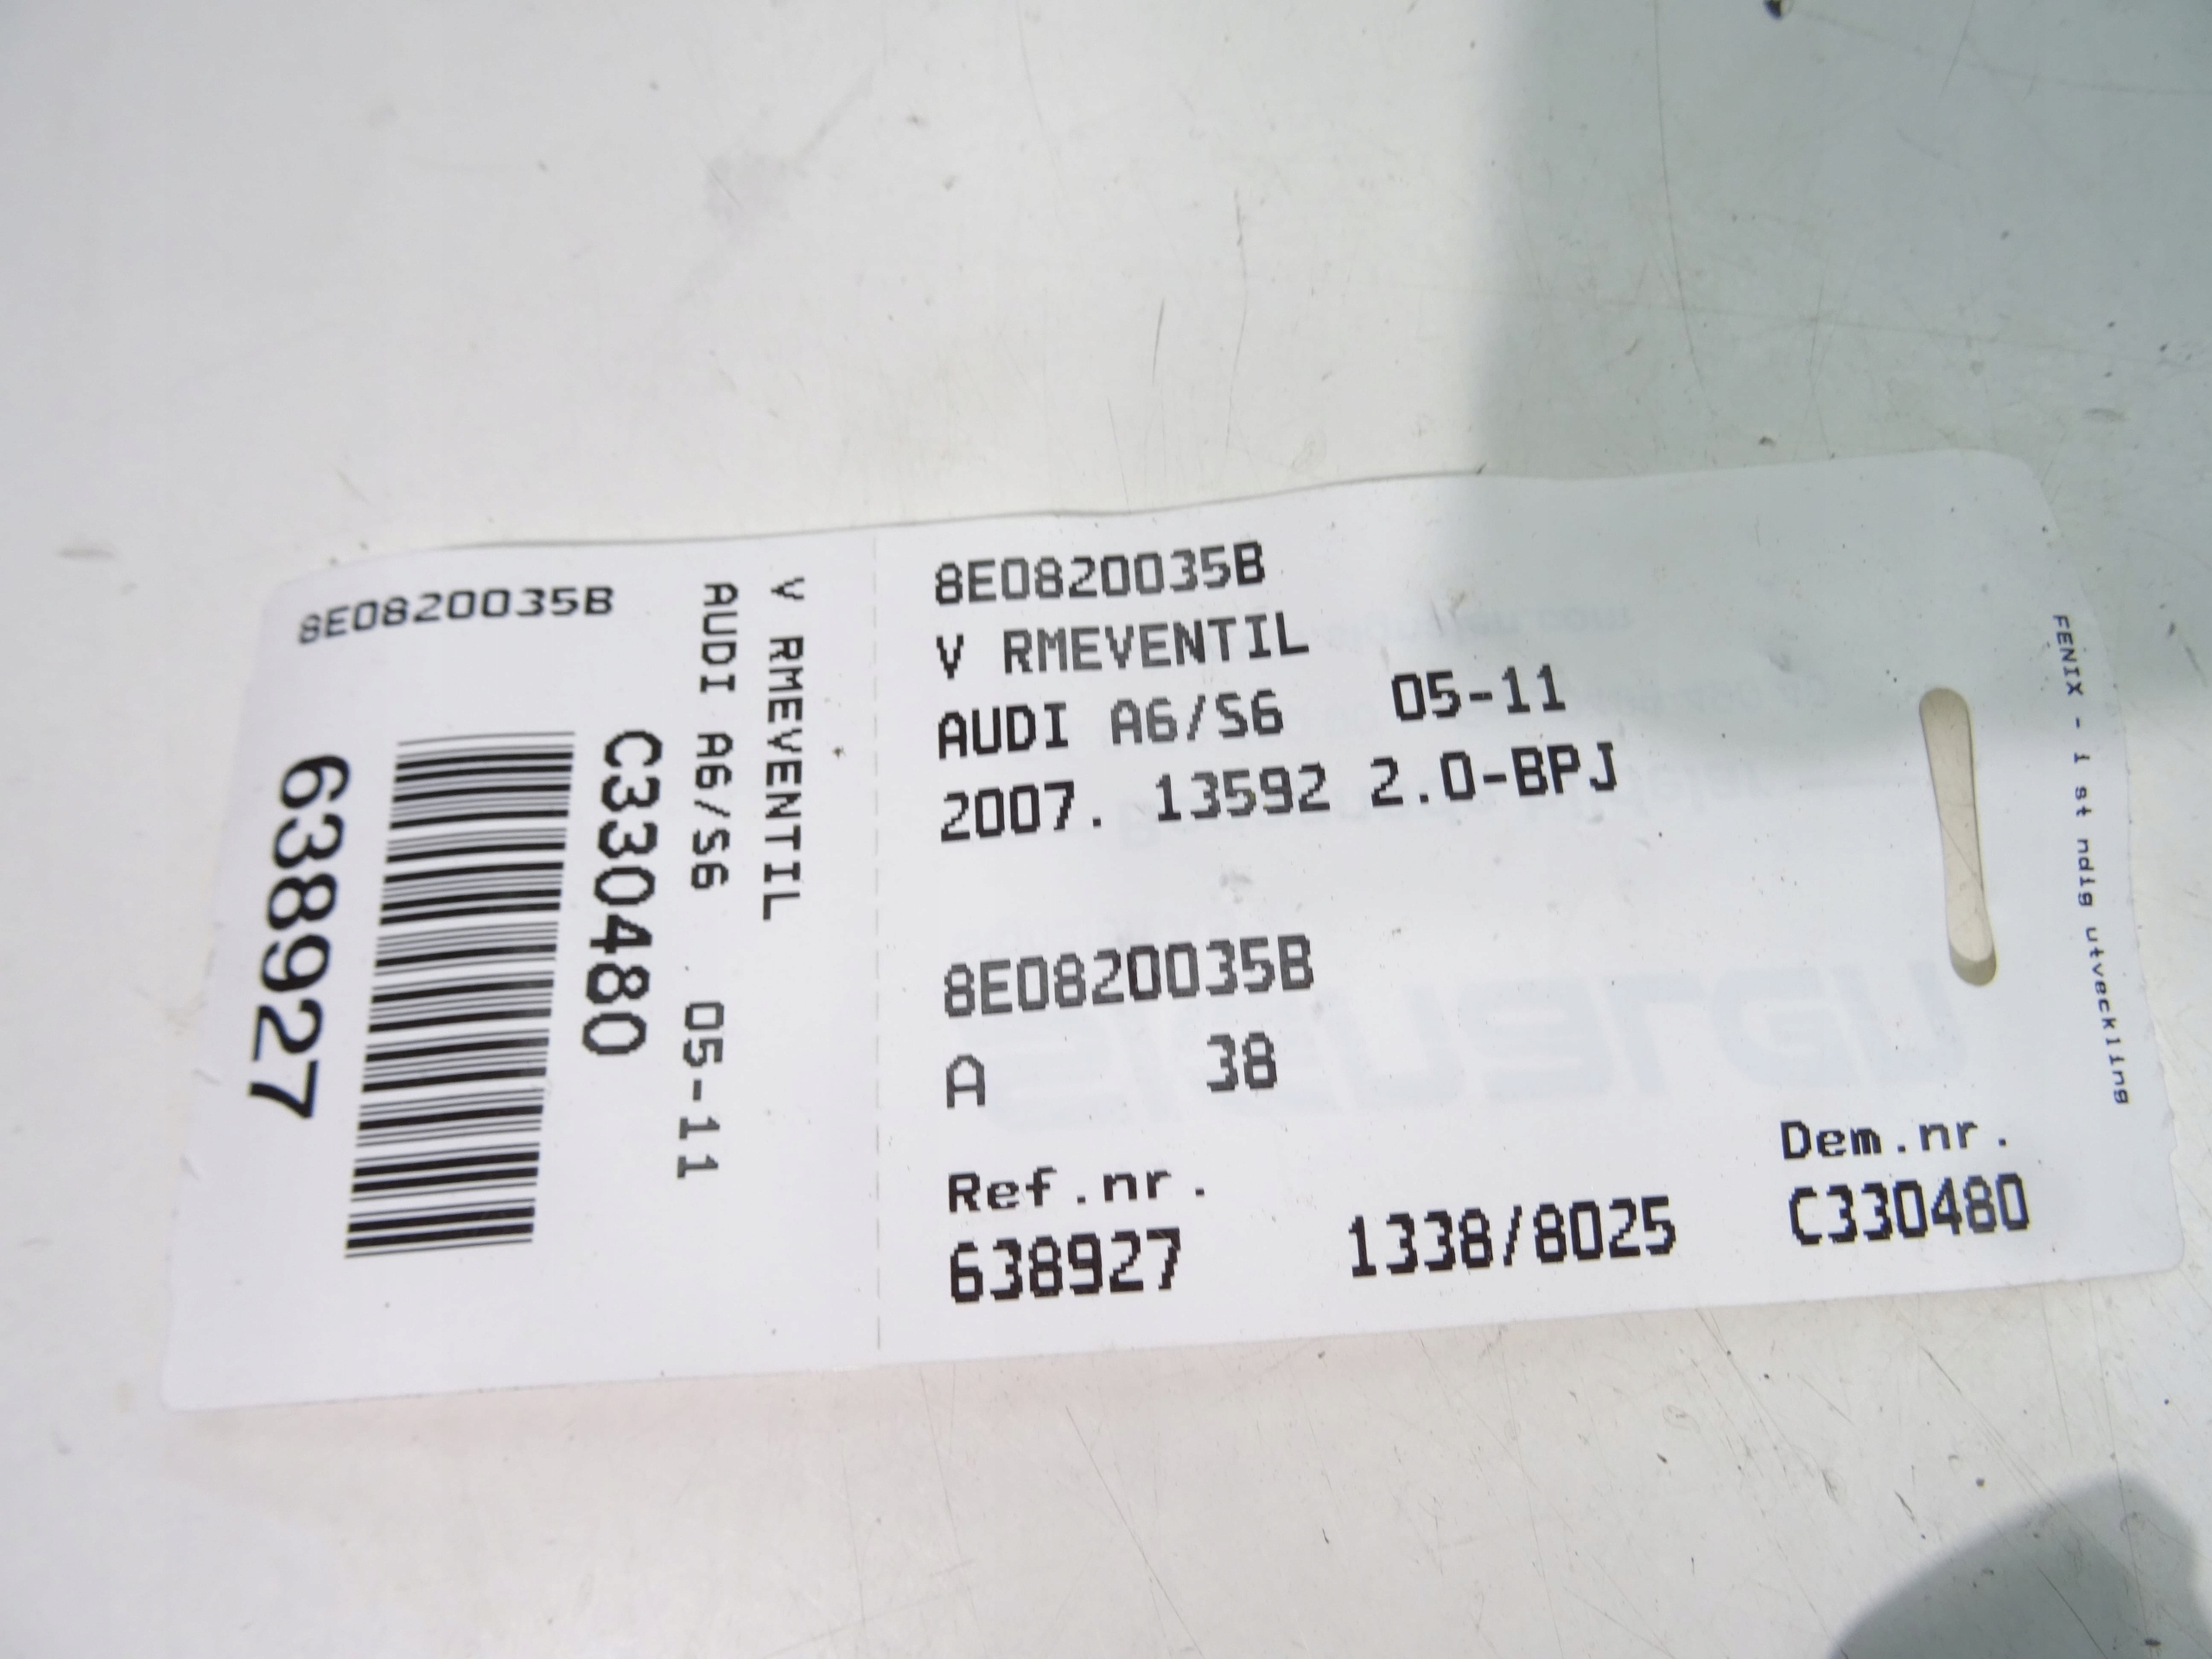 8E0820035B
V RMEVENTIL
AUDI A6/S6 05-11
C330480
638927
8E0820035B
V RMEVENTIL
AUDI A6/S6 05-11
2007. 13592 2.0-BPJ
8E0820035B
A 38
Ref.nr.
638927
1338/8025
Dem.nr.
C330480
FENIX - i st ndig utveckling